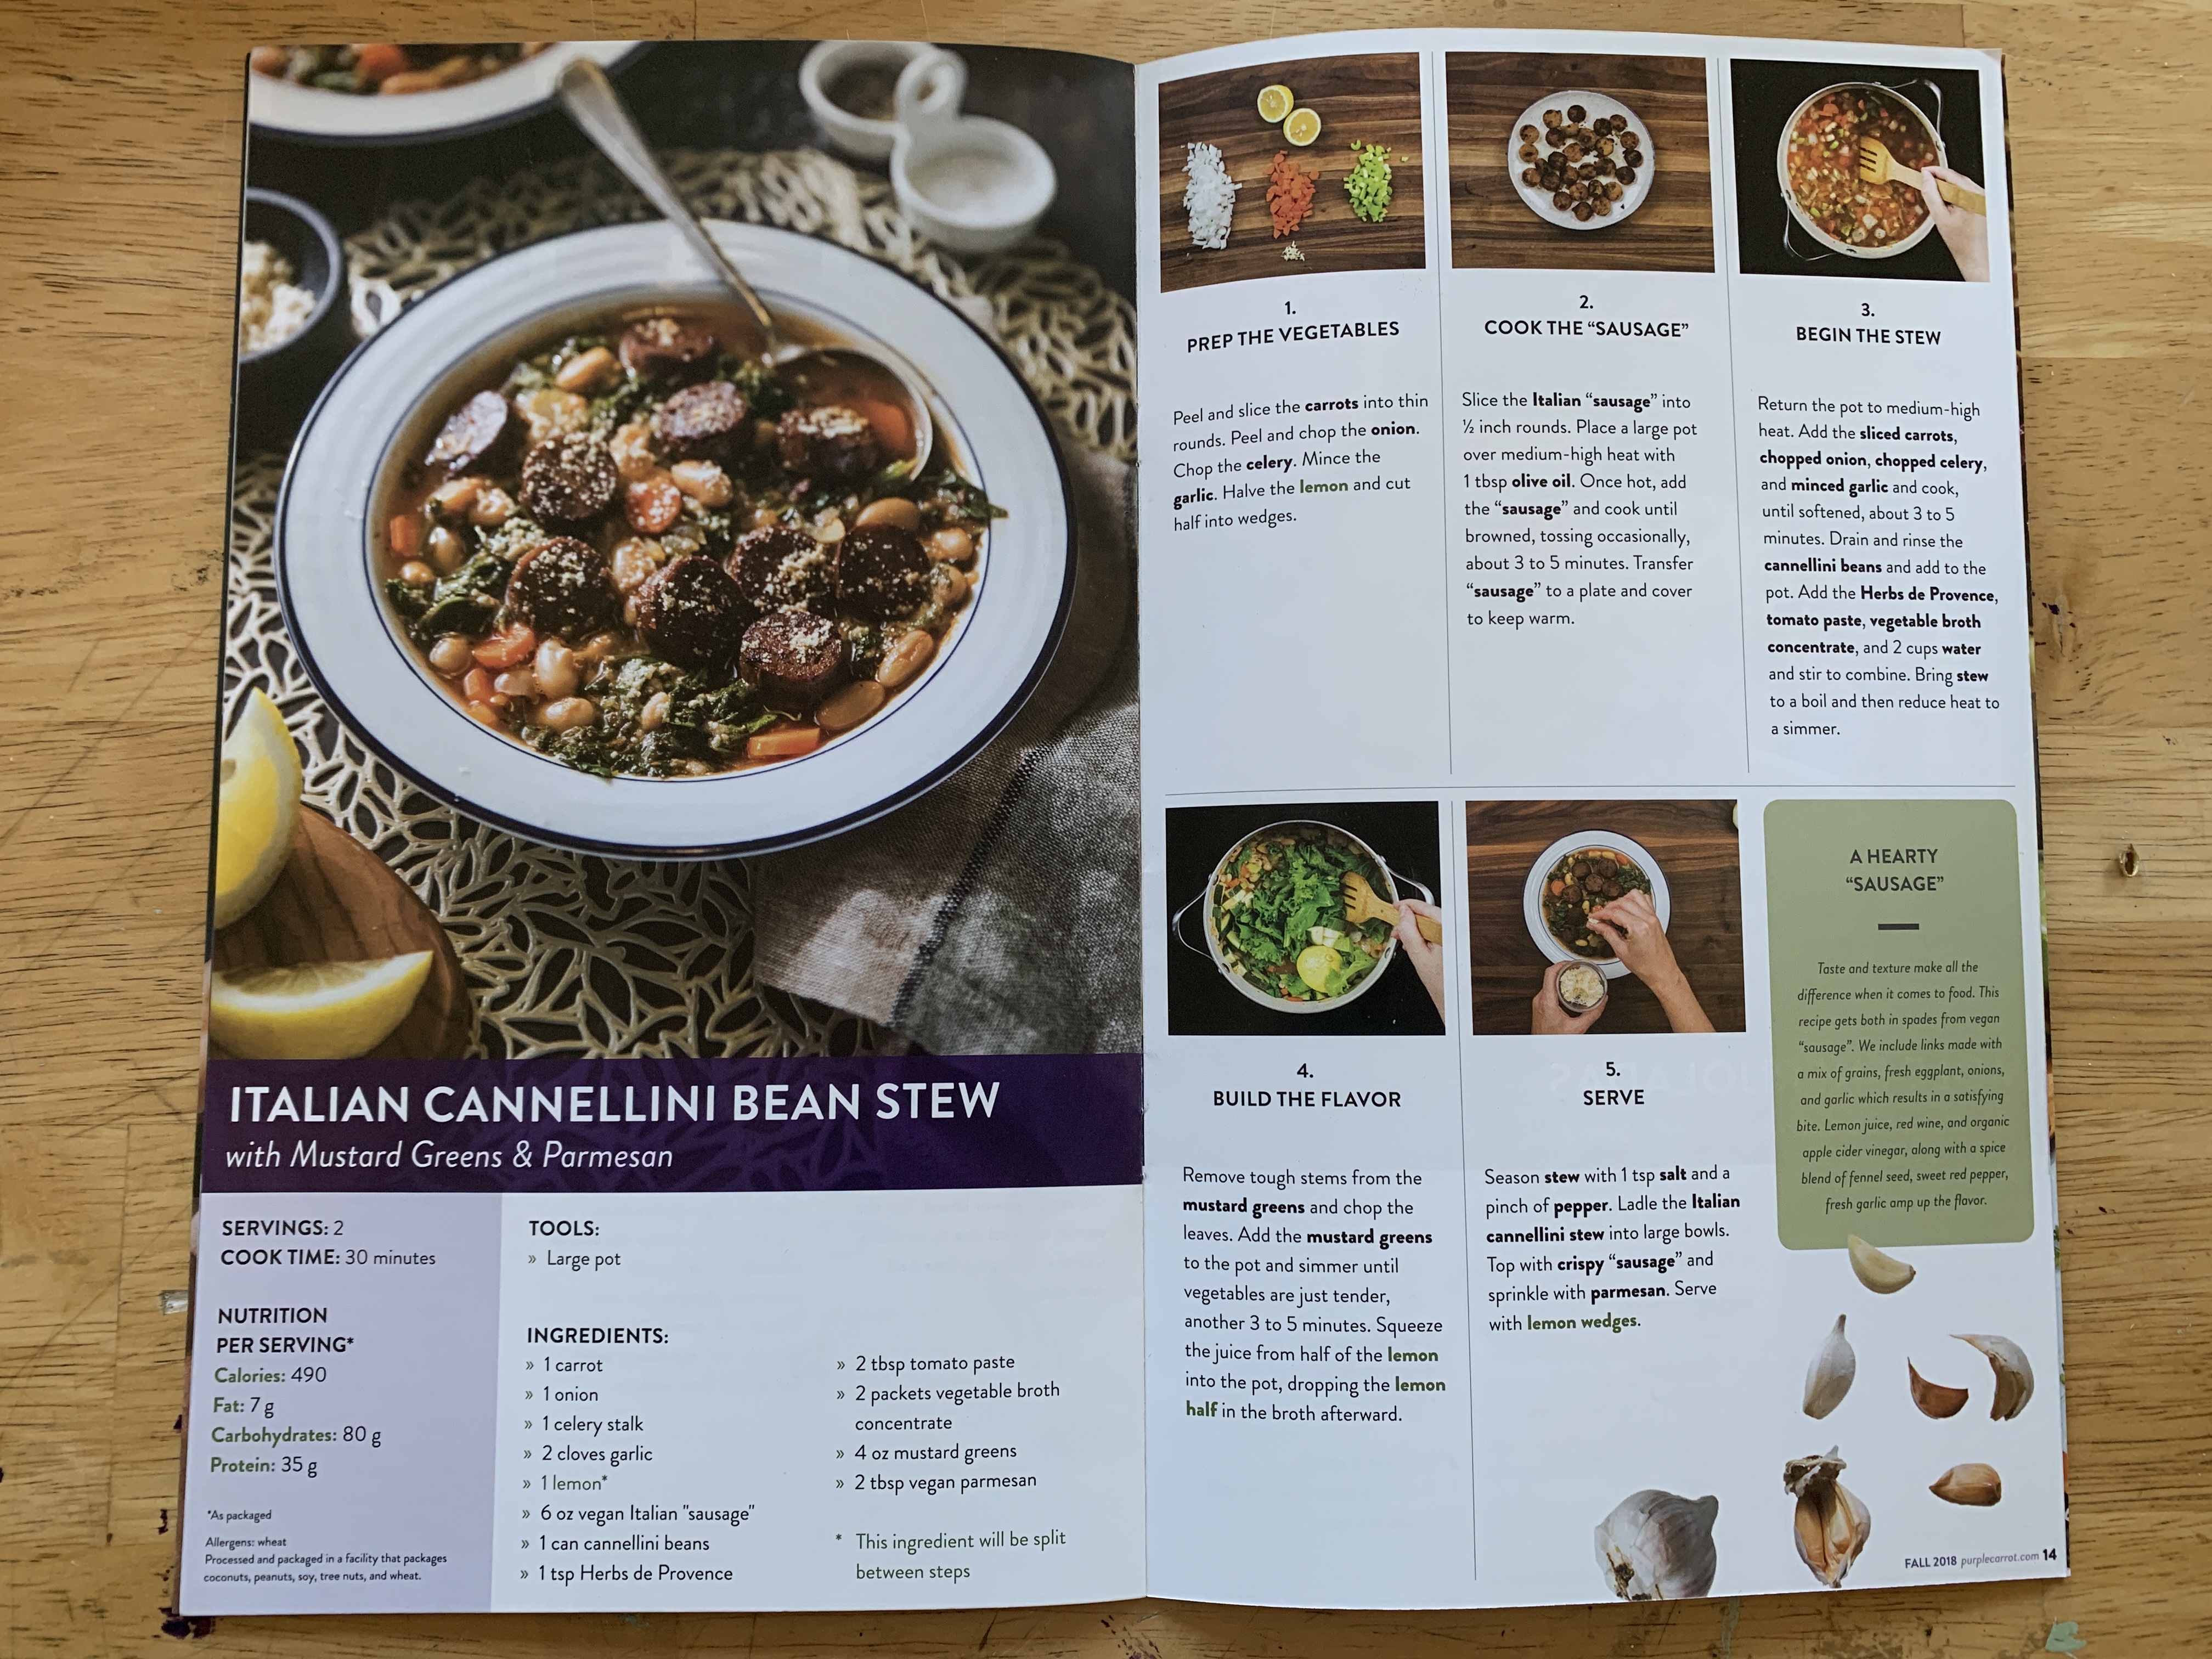 ITALIAN CANNELLINI BEAN STEW
with Mustard Greens & Parmesan
SERVINGS: 2
COOK TIME: 30 minutes
NUTRITION
PER SERVING*
Calories: 490
Fat: 7 g
Carbohydrates: 80 g
Protein: 35 g
*As packaged
Allergens: wheat
Processed and packaged in a facility that packages
coconuts, peanuts, soy, tree nuts, and wheat.
TOOLS:
» Large pot
INGREDIENTS:
» 1 carrot
» 1 onion
» 1 celery stalk
» 2 cloves garlic
» 1 lemon*
» 6 oz vegan Italian "sausage"
» 1 can cannellini beans
» 1 tsp Herbs de Provence
» 2 tbsp tomato paste
» 2 packets vegetable broth
concentrate
» 4 oz mustard greens
» 2 tbsp vegan parmesan
* This ingredient will be split
between steps
1.
PREP THE VEGETABLES
Peel and slice the carrots into thin
rounds. Peel and chop the onion.
Chop the celery. Mince the
garlic. Halve the lemon and cut
half into wedges.
2.
COOK THE “SAUSAGE”
Slice the Italian “sausage” into
½ inch rounds. Place a large pot
over medium-high heat with
1 tbsp olive oil. Once hot, add
the “sausage” and cook until
browned, tossing occasionally,
about 3 to 5 minutes. Transfer
“sausage” to a plate and cover
to keep warm.
3.
BEGIN THE STEW
Return the pot to medium-high
heat. Add the sliced carrots,
chopped onion, chopped celery,
and minced garlic and cook,
until softened, about 3 to 5
minutes. Drain and rinse the
cannellini beans and add to the
pot. Add the Herbs de Provence,
tomato paste, vegetable broth
concentrate, and 2 cups water
and stir to combine. Bring stew
to a boil and then reduce heat to
a simmer.
4.
BUILD THE FLAVOR
Remove tough stems from the
mustard greens and chop the
leaves. Add the mustard greens
to the pot and simmer until
vegetables are just tender,
another 3 to 5 minutes. Squeeze
the juice from half of the lemon
into the pot, dropping the lemon
half in the broth afterward.
5.
SERVE
Season stew with 1 tsp salt and a
pinch of pepper. Ladle the Italian
cannellini stew into large bowls.
Top with crispy “sausage” and
sprinkle with parmesan. Serve
with lemon wedges.
A HEARTY
“SAUSAGE”
Taste and texture make all the
difference when it comes to food. This
recipe gets both in spades from vegan
“sausage”. We include links made with
a mix of grains, fresh eggplant, onions,
and garlic which results in a satisfying
bite. Lemon juice, red wine, and organic
apple cider vinegar, along with a spice
blend of fennel seed, sweet red pepper,
fresh garlic amp up the flavor.
FALL 2018 purplecarrot.com 14